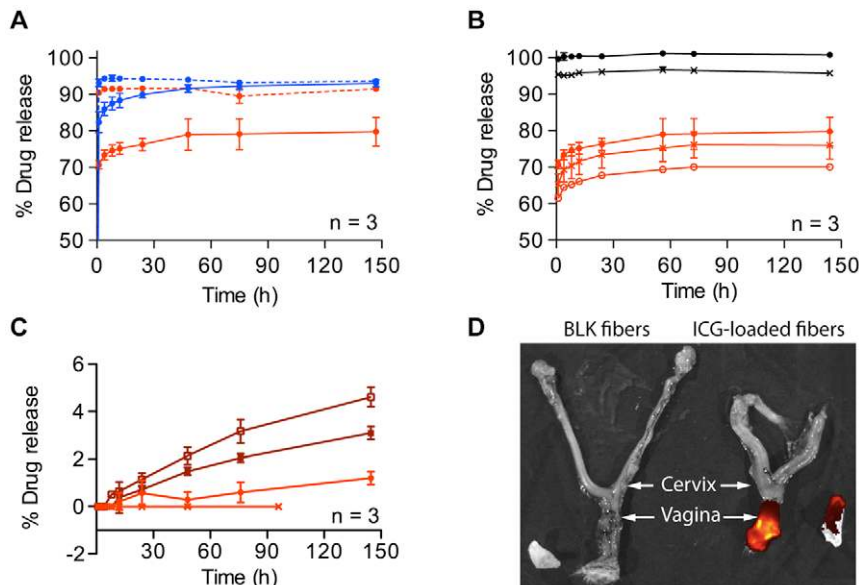 A
% Drug release
100
90
80
70
60
50
0
30
60
90
120
150
Time (h)
n = 3
B
% Drug release
100
90
80
70
60
50
0
30
60
90
120
150
Time (h)
n = 3
C
% Drug release
6
4
2
0
-2
30
60
90
120
150
Time (h)
n = 3
D
BLK fibers
ICG-loaded fibers
Cervix
Vagina